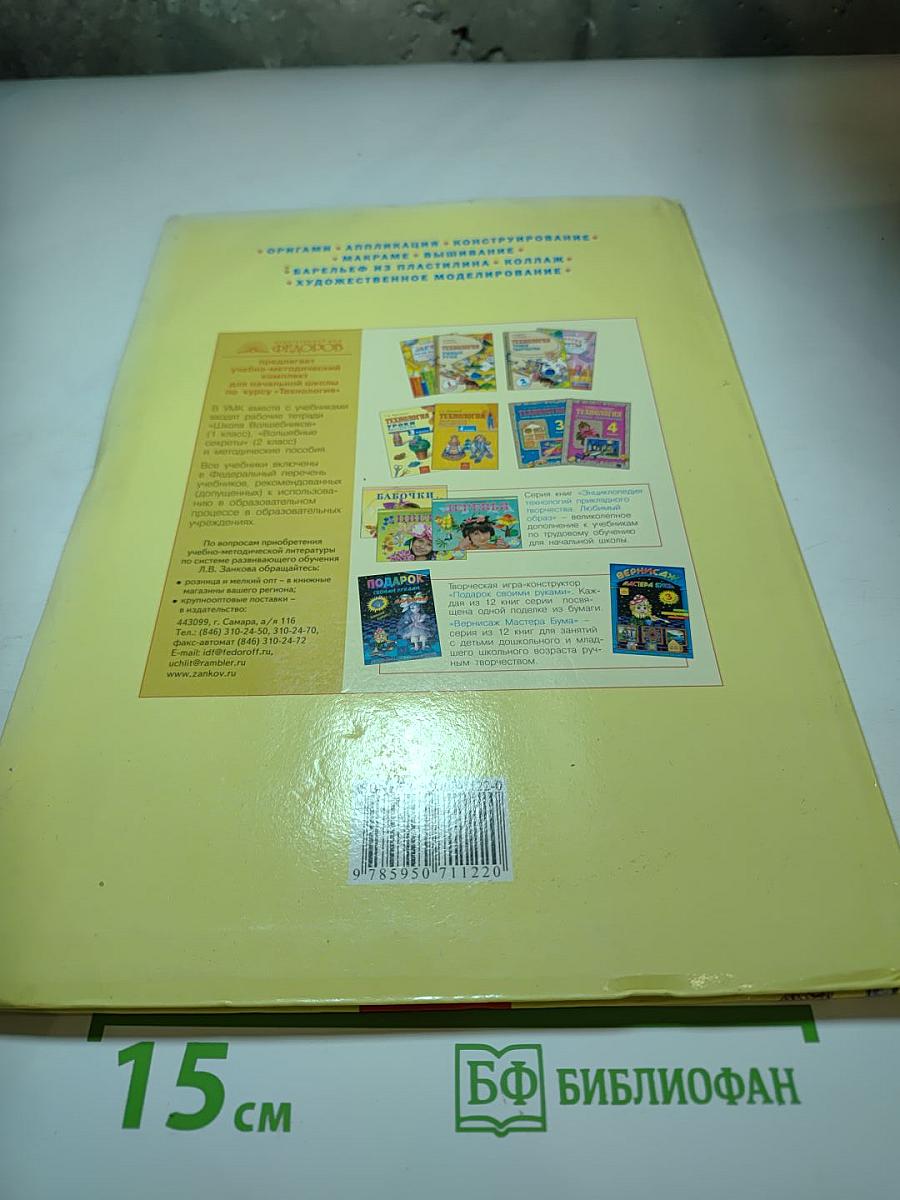 • ОРИГАМИ • АППЛИКАЦИЯ • КОНСТРУИРОВАНИЕ •
• МАКРАМЕ • ВЫШИВАНИЕ •
• БАРЕЛЬЕФ ИЗ ПЛАСТИЛИНА • КОЛЛАЖ •
• ХУДОЖЕСТВЕННОЕ МОДЕЛИРОВАНИЕ •
ФЕДОРОВ
предлагает
учебно-методический
комплект
для начальной школы
по курсу «Технология»
В УМК вместе с учебниками
входят рабочие тетради
«Школа Волшебников»
(1 класс), «Волшебные
секреты» (2 класс)
и методические пособия.
Все учебники включены
в Федеральный перечень
учебников, рекомендованных
(допущенных) к использова-
нию в образовательном
процессе в образовательных
учреждениях.
По вопросам приобретения
учебно-методической литературы
по системе развивающего обучения
Л.В. Занкова обращайтесь:
• розница и мелкий опт – в книжные
магазины вашего региона;
• крупнооптовые поставки –
в издательство:
443099, г. Самара, а/я 116
Тел.: (846) 310-24-50, 310-24-70,
факс-автомат (846) 310-24-72
E-mail: idf@fedoroff.ru,
uchlit@rambler.ru
www.zankov.ru
ТЕХНОЛОГИЯ
1
ТЕХНОЛОГИЯ
2
ТЕХНОЛОГИЯ
УРОКИ
ТЕХНОЛОГИЯ
3
ТЕХНОЛОГИЯ
4
БАБОЧКИ
Серия книг «Энциклопедия
технологий прикладного
творчества. Любимый
образ» – великолепное
дополнение к учебникам
по трудовому обучению
для начальной школы.
ПОДАРОК
СВОИМИ РУКАМИ
Творческая игра-конструктор
«Подарок своими руками». Каж-
дая из 12 книг серии посвя-
щена одной поделке из бумаги.
«Вернисаж Мастера Бума» –
серия из 12 книг для занятий
с детьми дошкольного и млад-
шего школьного возраста руч-
ным творчеством.
ВЕРНИСАЖ
МАСТЕРА БУМА
3
9 785950 711220
15 см
БФ БИБЛИОФАН